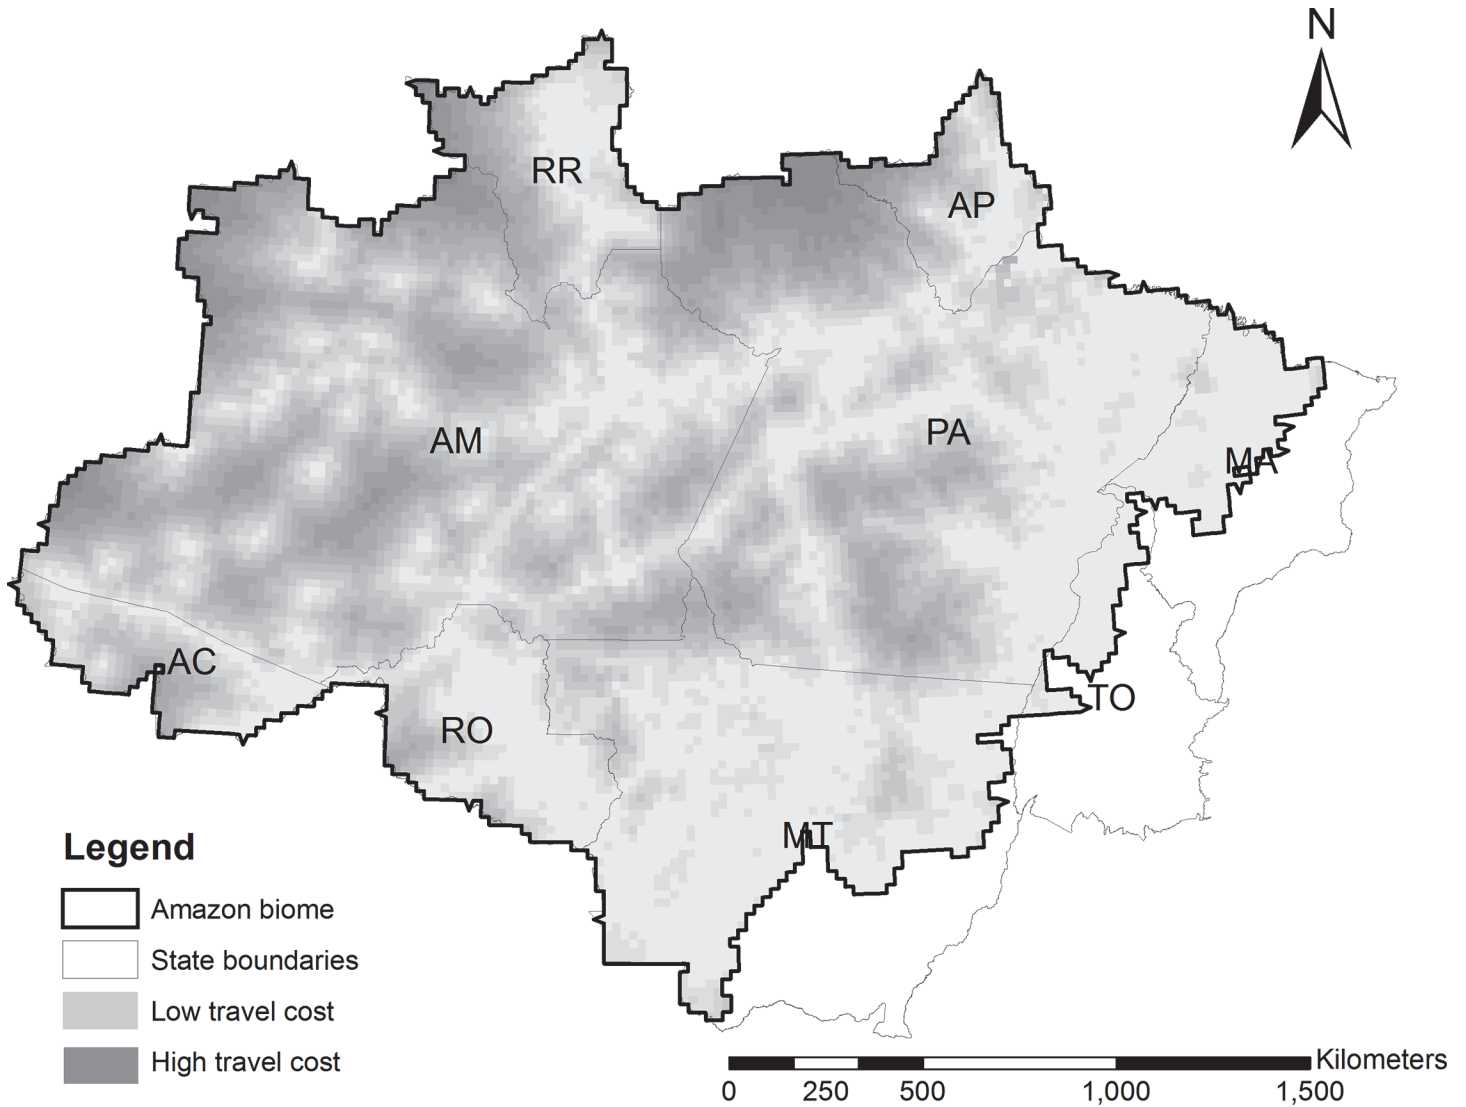 N
RR
AP
AM
PA
MA
AC
TO
RO
MT
Legend
Amazon biome
State boundaries
Low travel cost
High travel cost
Kilometers
0 250 500 1,000 1,500